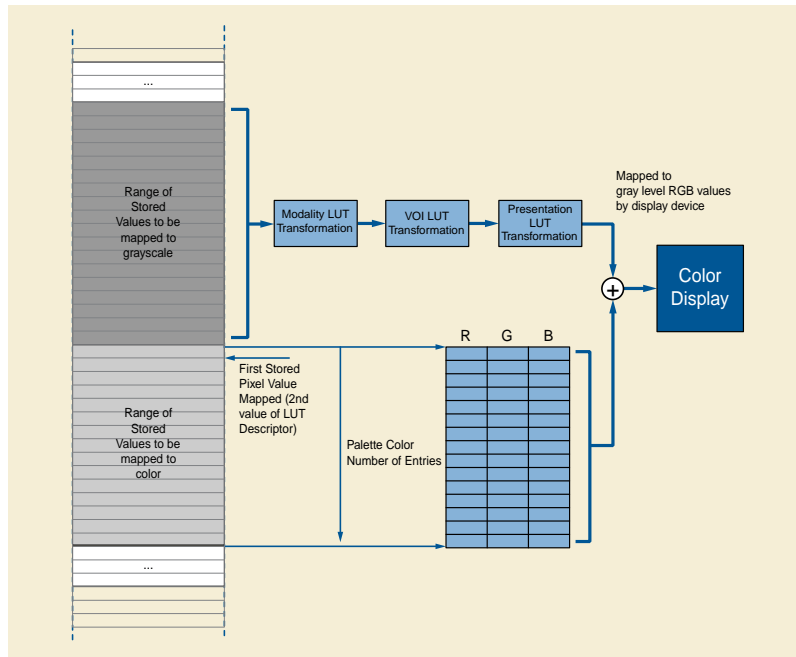 ...
Range of
Stored
Values to be
mapped to
grayscale
Modality LUT
Transformation
VOI LUT
Transformation
Presentation
LUT
Transformation
Mapped to
gray level RGB values
by display device
+
Color
Display
R G B
First Stored
Pixel Value
Mapped (2nd
value of LUT
Descriptor)
Range of
Stored
Values to be
mapped to
color
Palette Color
Number of Entries
...